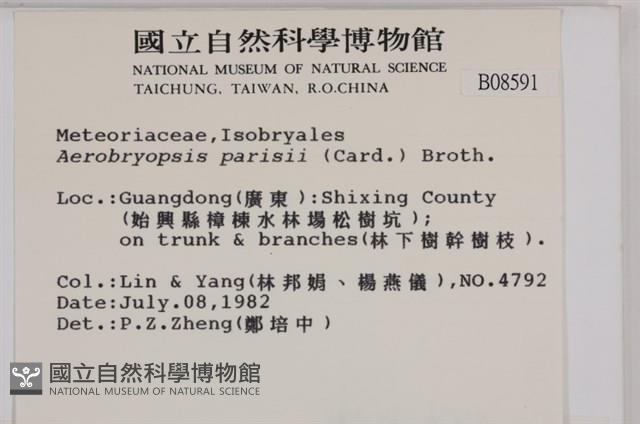 國立自然科學博物館
NATIONAL MUSEUM OF NATURAL SCIENCE
TAICHUNG, TAIWAN, R.O.CHINA
B08591
Meteoriaceae,Isobryales
Aerobryopsis parisii (Card.) Broth.
Loc.:Guangdong(廣東):Shixing County
(始興縣樟棟水林場松樹坑);
on trunk & branches(林下樹幹樹枝).
Col.:Lin & Yang(林邦娟、楊燕儀),NO.4792
Date:July.08,1982
Det.:P.Z.Zheng(鄭培中)
國立自然科學博物館
NATIONAL MUSEUM OF NATURAL SCIENCE